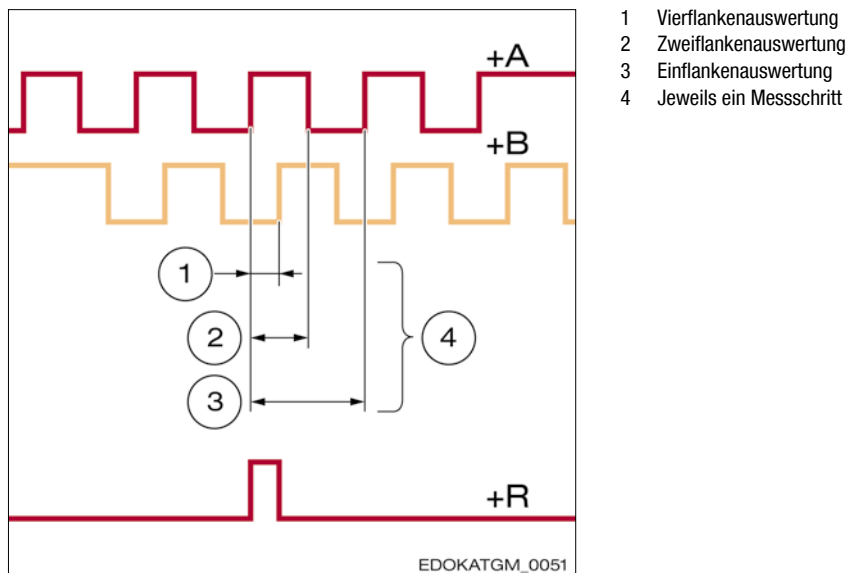 +A
+B
1
2
4
3
+R
EDOKATGM_0051
1 Vierflankenauswertung
2 Zweiflankenauswertung
3 Einflankenauswertung
4 Jeweils ein Messschritt